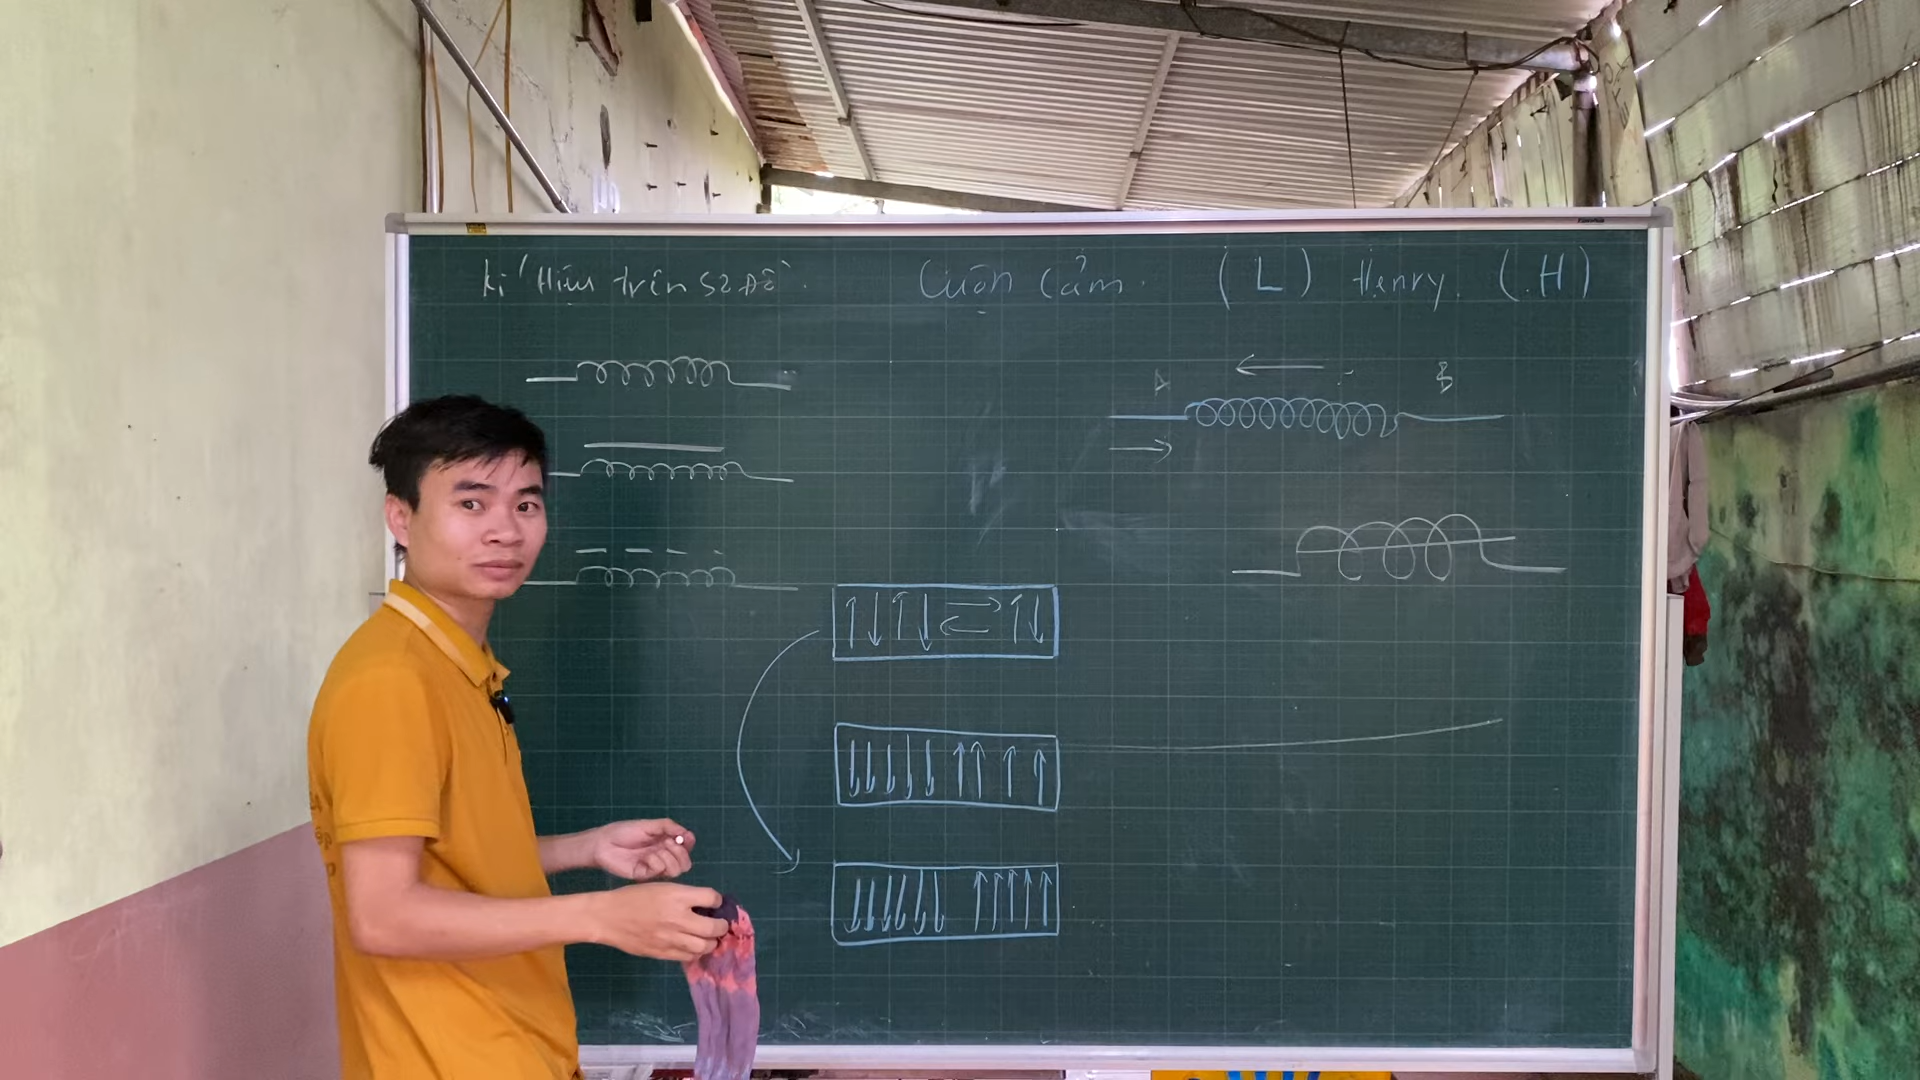 kí Hiệu trên sơ đồ.
Cuộn Cảm. (L) Henry. (H)
A B